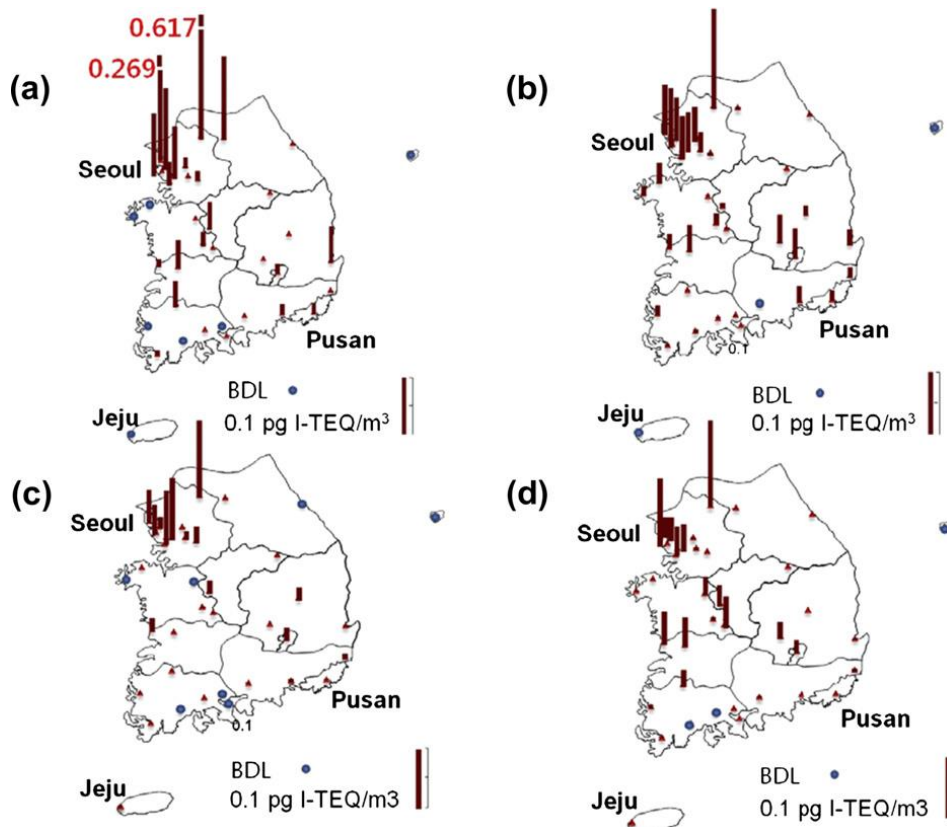 0.617
0.269
(a)
Seoul
Pusan
BDL
0.1 pg I-TEQ/m³
Jeju
(b)
Seoul
Pusan
0.1
BDL
0.1 pg I-TEQ/m³
Jeju
(c)
Seoul
Pusan
0.1
BDL
0.1 pg I-TEQ/m3
Jeju
(d)
Seoul
Pusan
BDL
0.1 pg I-TEQ/m3
Jeju